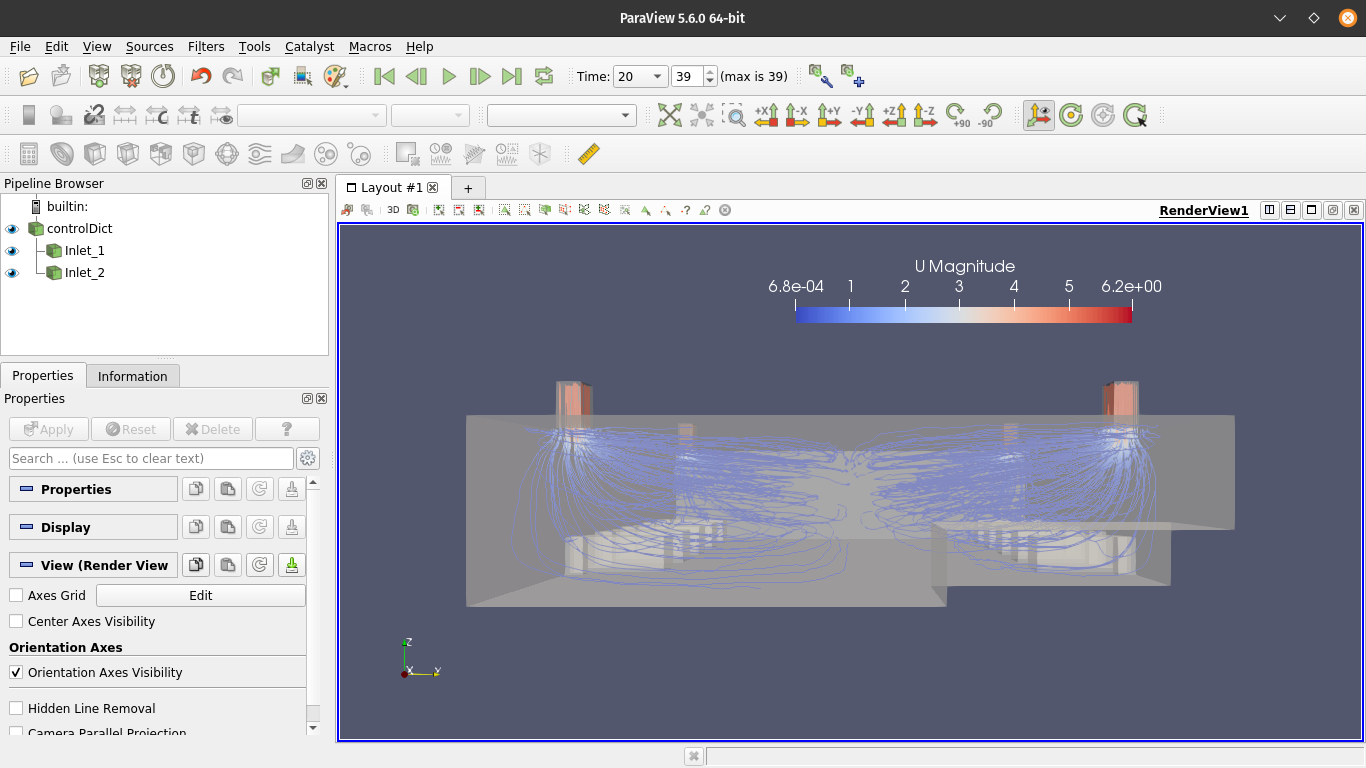 ParaView 5.6.0 64-bit
File Edit View Sources Filters Tools Catalyst Macros Help
Time: 20 39 (max is 39)
+X -X +Y -Y +Z -Z +90 -90
Pipeline Browser
builtin:
controlDict
Inlet_1
Inlet_2
Properties Information
Properties
Apply Reset Delete ?
Search ... (use Esc to clear text)
Properties
Display
View (Render View
Axes Grid Edit
Center Axes Visibility
Orientation Axes
Orientation Axes Visibility
Hidden Line Removal
Camera Parallel Projection
Layout #1 +
3D RenderView1
U Magnitude
6.8e-04 1 2 3 4 5 6.2e+00
Z
X Y